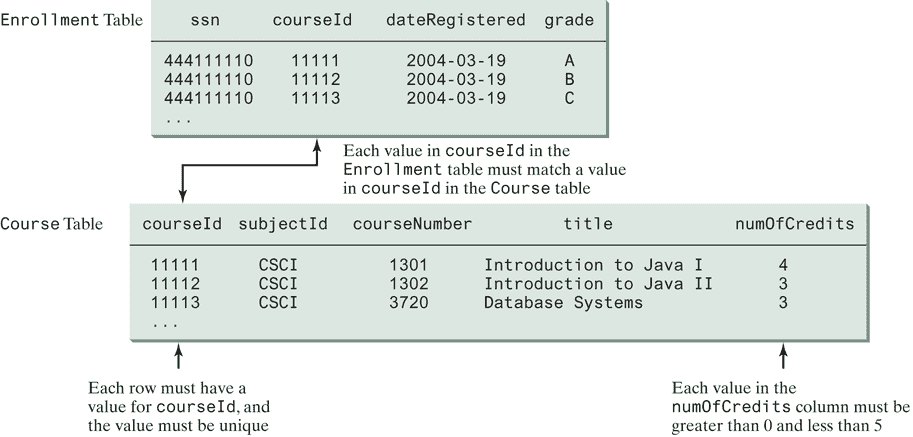 Enrollment Table
ssn courseId dateRegistered grade
444111110 11111 2004-03-19 A
444111110 11112 2004-03-19 B
444111110 11113 2004-03-19 C
...
Each value in courseId in the
Enrollment table must match a value
in courseId in the Course table
Course Table
courseId subjectId courseNumber title numOfCredits
11111 CSCI 1301 Introduction to Java I 4
11112 CSCI 1302 Introduction to Java II 3
11113 CSCI 3720 Database Systems 3
...
Each row must have a
value for courseId, and
the value must be unique
Each value in the
numOfCredits column must be
greater than 0 and less than 5